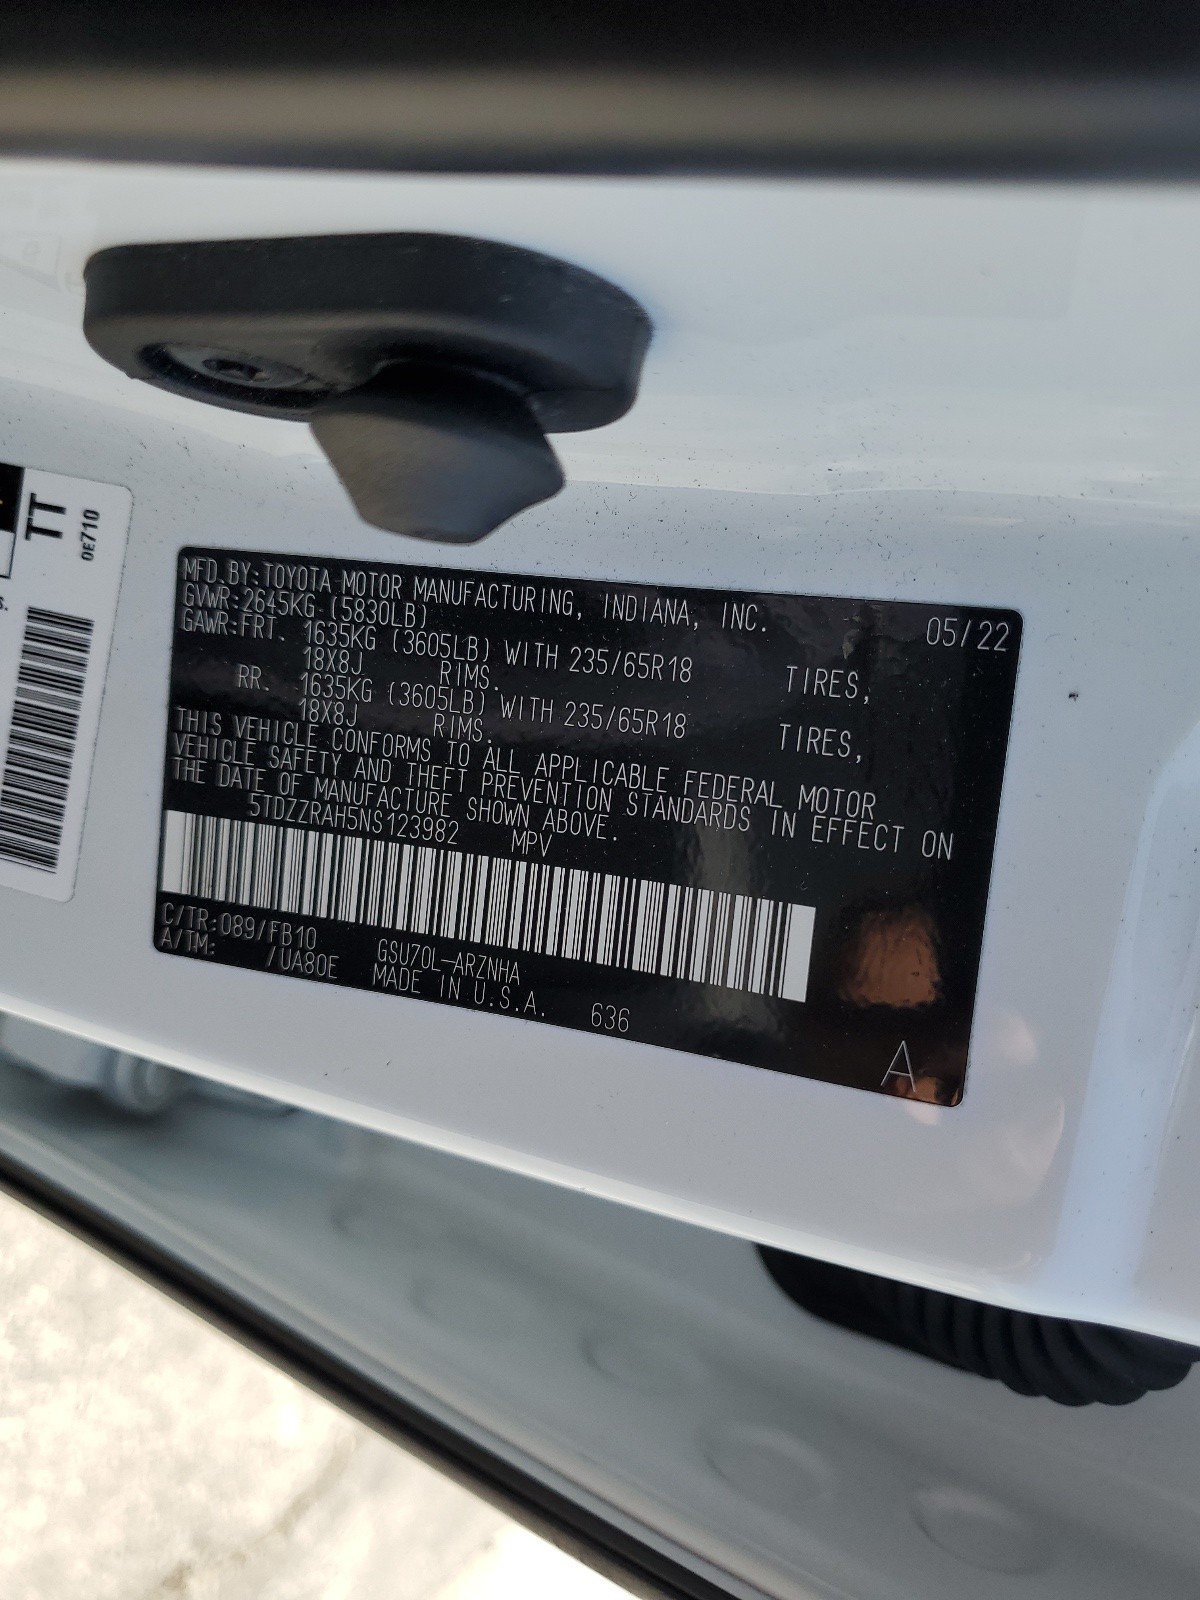 MFD.BY:TOYOTA MOTOR MANUFACTURING, INDIANA, INC. 05/22
GVWR:2645KG (5830LB)
GAWR:FRT. 1635KG (3605LB) WITH 235/65R18 TIRES,
18X8J RIMS.
RR. 1635KG (3605LB) WITH 235/65R18 TIRES,
18X8J RIMS.
THIS VEHICLE CONFORMS TO ALL APPLICABLE FEDERAL MOTOR
VEHICLE SAFETY AND THEFT PREVENTION STANDARDS IN EFFECT ON
THE DATE OF MANUFACTURE SHOWN ABOVE.
5TDZZRAH5NS123982 MPV
C/TR:089/FB10 GSU70L-ARZNHA
A/TM: /UA80E MADE IN U.S.A. 636
A
TT
0E710